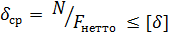 δср = N/Fнетто ≤ [δ]